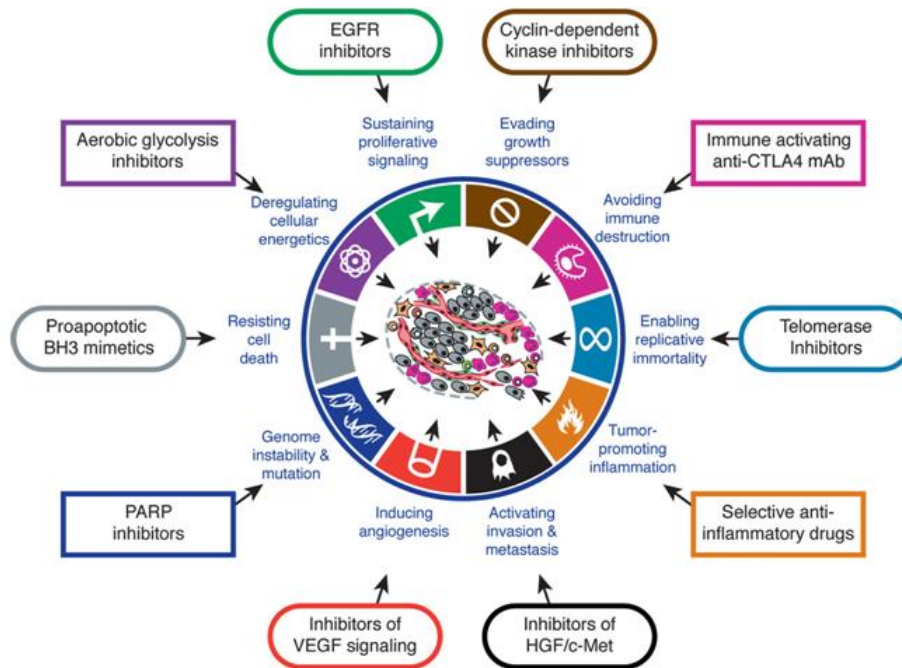 EGFR
inhibitors
Cyclin-dependent
kinase inhibitors
Sustaining
proliferative
signaling
Evading
growth
suppressors
Aerobic glycolysis
inhibitors
Immune activating
anti-CTLA4 mAb
Deregulating
cellular
energetics
Avoiding
immune
destruction
Proapoptotic
BH3 mimetics
Resisting
cell
death
Enabling
replicative
immortality
Telomerase
Inhibitors
Genome
instability &
mutation
Tumor-
promoting
inflammation
PARP
inhibitors
Inducing
angiogenesis
Activating
invasion &
metastasis
Selective anti-
inflammatory drugs
Inhibitors of
VEGF signaling
Inhibitors of
HGF/c-Met